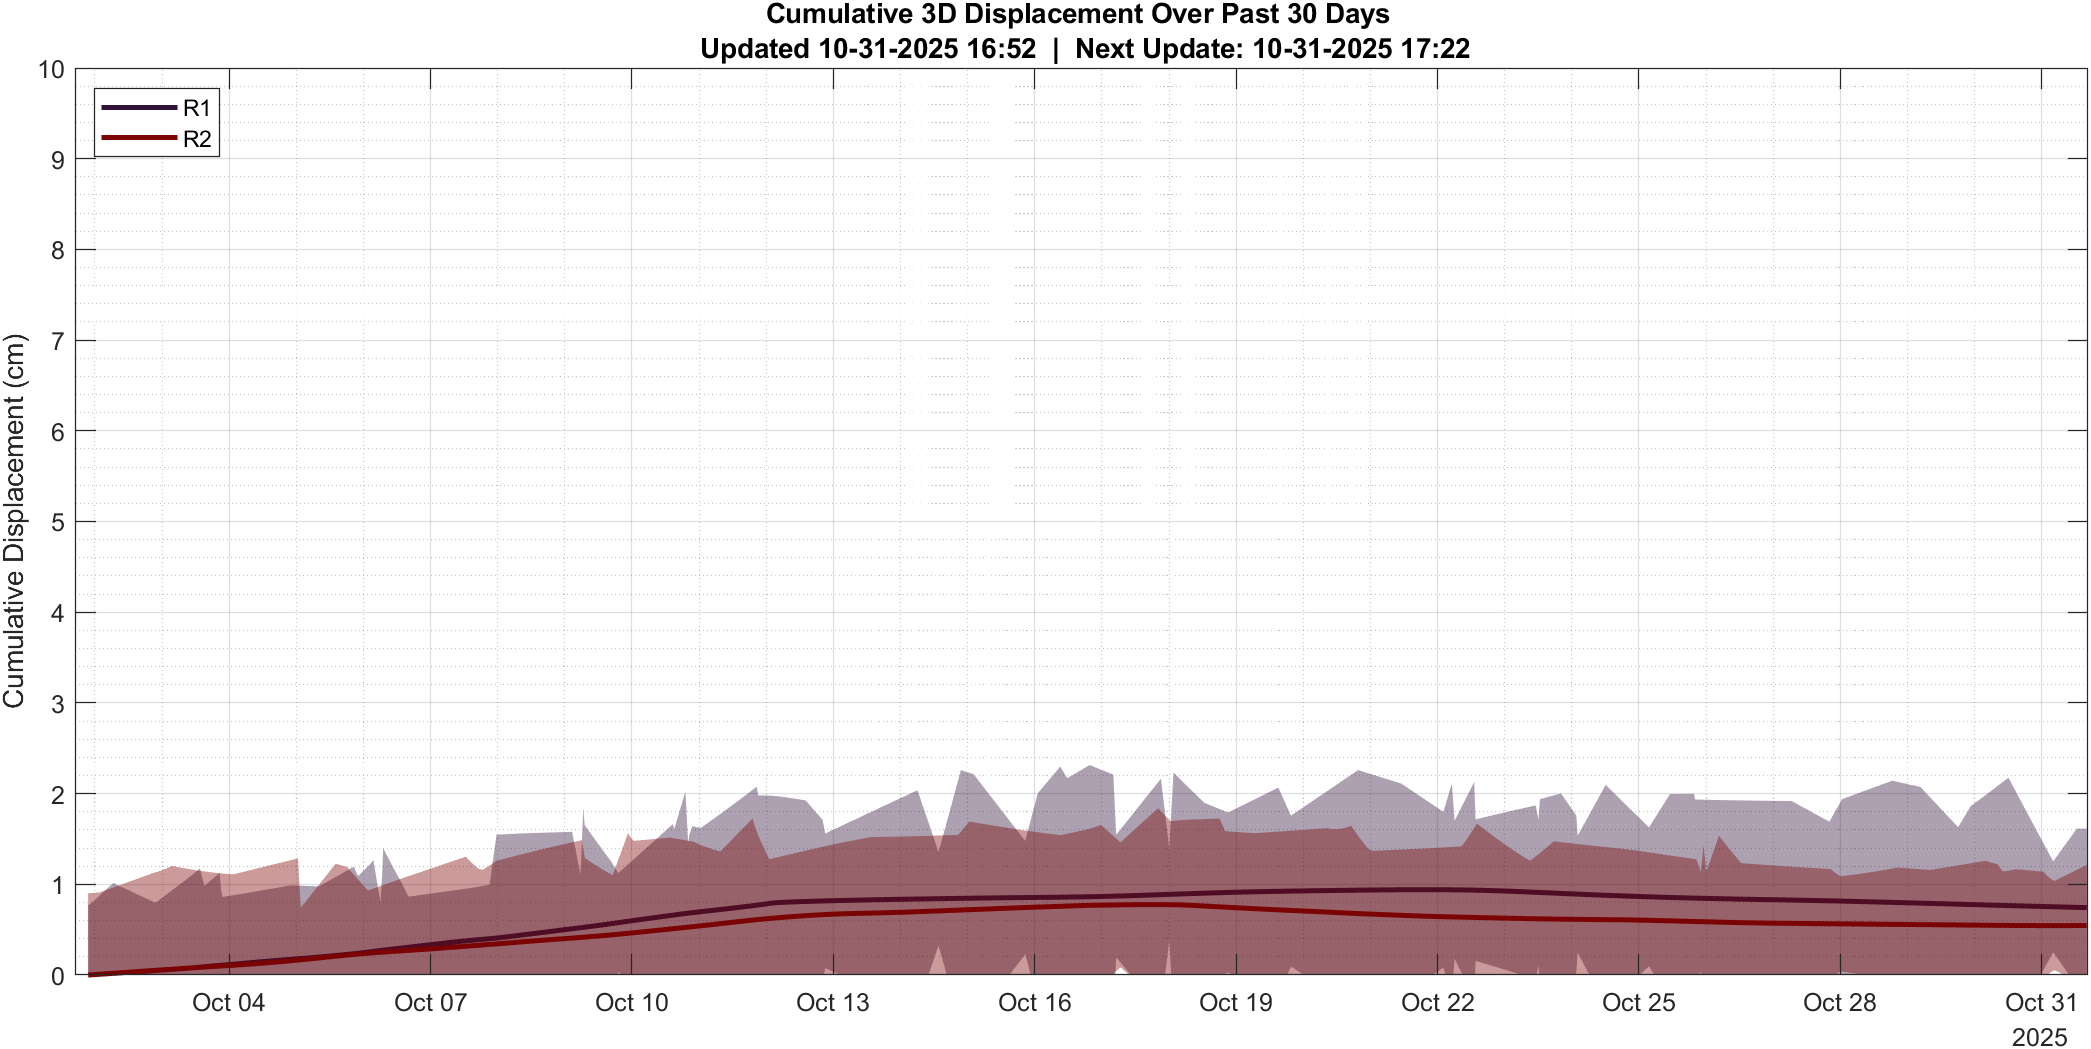 Cumulative 3D Displacement Over Past 30 Days
Updated 10-31-2025 16:52 | Next Update: 10-31-2025 17:22
R1
R2
Cumulative Displacement (cm)
10
9
8
7
6
5
4
3
2
1
0
Oct 04 Oct 07 Oct 10 Oct 13 Oct 16 Oct 19 Oct 22 Oct 25 Oct 28 Oct 31
2025